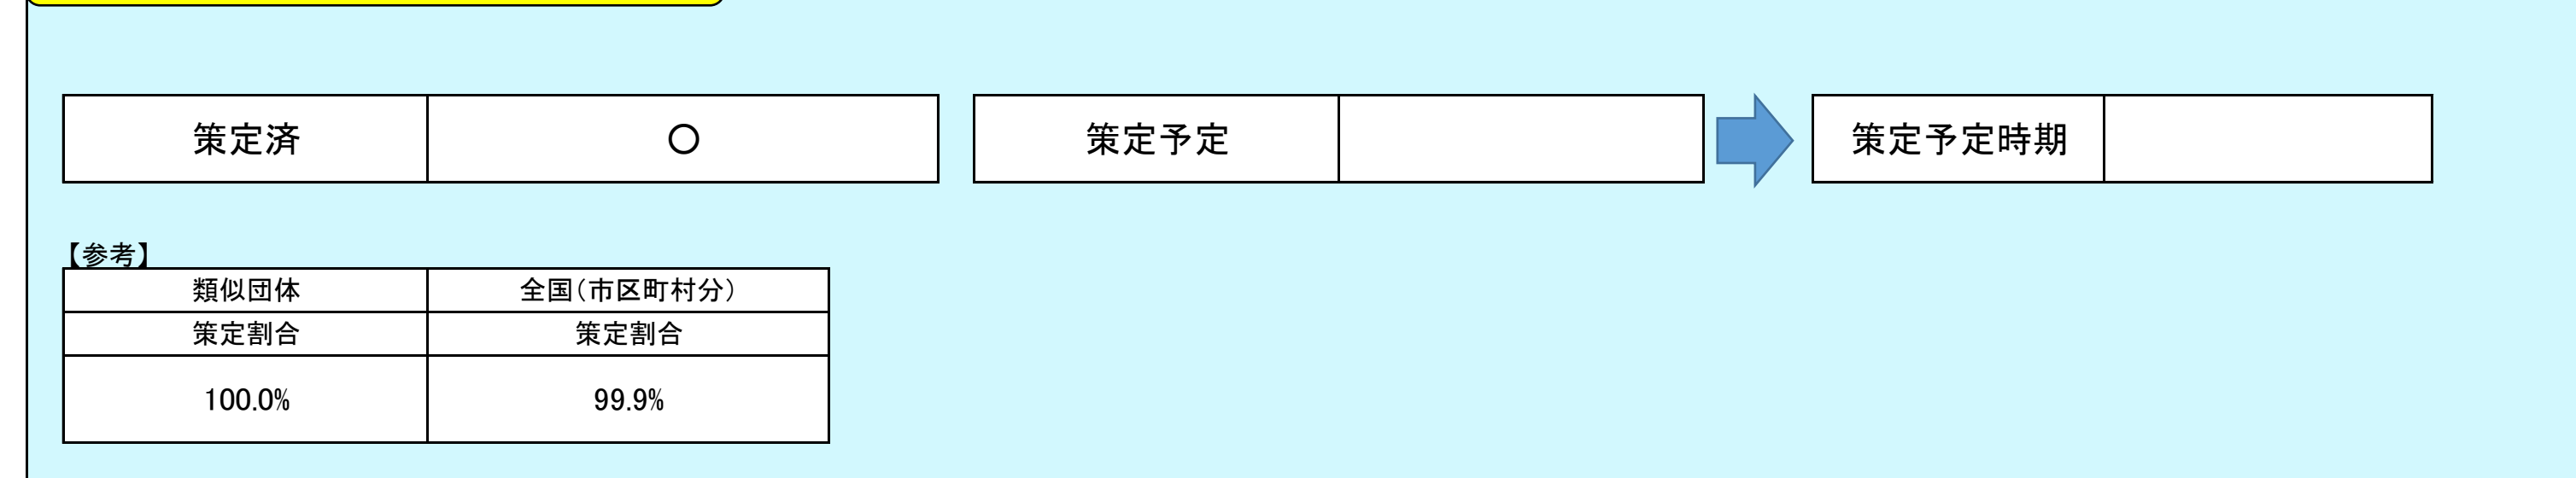 策定済 〇 策定予定 策定予定時期
【参考】
類似団体 全国(市区町村分)
策定割合 策定割合
100.0% 99.9%